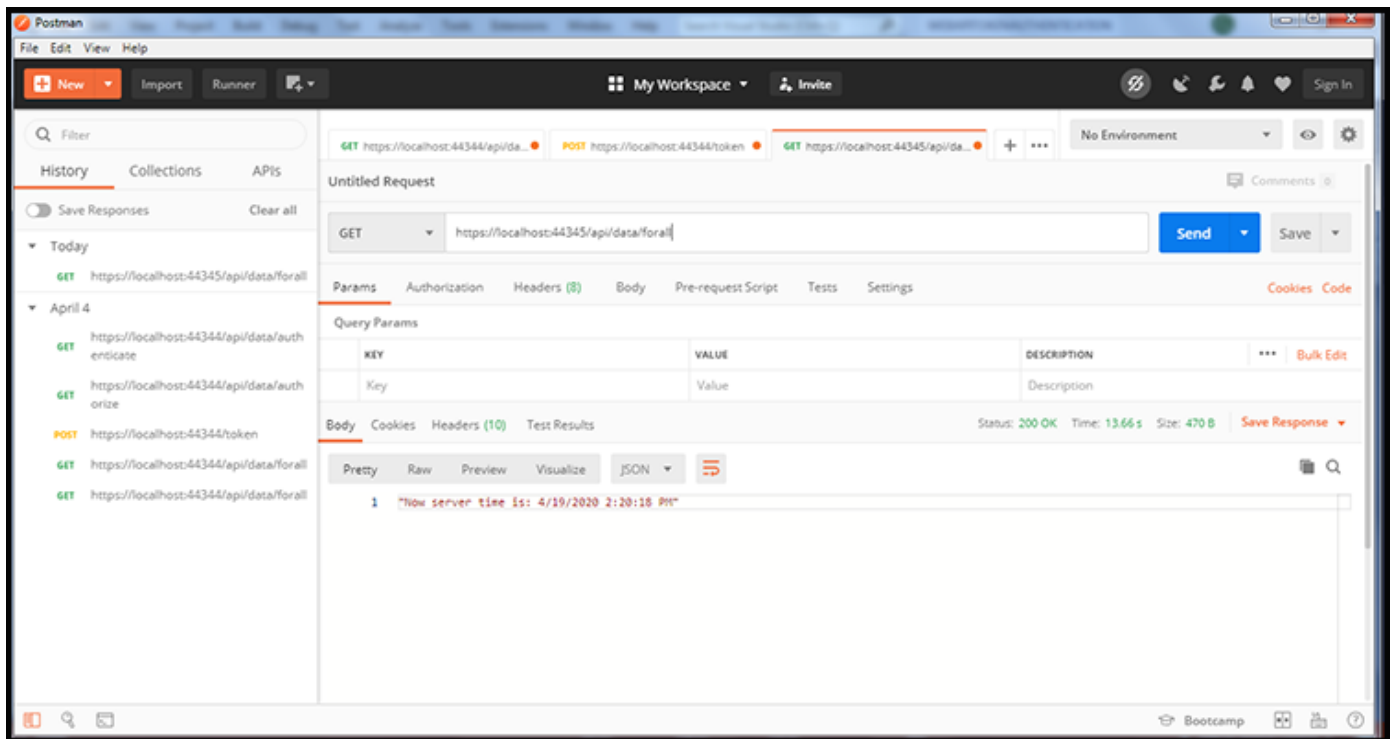 Postman
File Edit View Help
New
Import
Runner
My Workspace
Invite
Sign In
Filter
History Collections APIs
Save Responses Clear all
Today
GET https://localhost:44345/api/data/forall
April 4
GET https://localhost:44344/api/data/auth
enticate
GET https://localhost:44344/api/data/auth
orize
POST https://localhost:44344/token
GET https://localhost:44344/api/data/forall
GET https://localhost:44344/api/data/forall
GET https://localhost:44344/api/da...
POST https://localhost:44344/token
GET https://localhost:44345/api/da...
No Environment
Untitled Request
Comments 0
GET https://localhost:44345/api/data/forall
Send
Save
Params Authorization Headers (8) Body Pre-request Script Tests Settings
Cookies Code
Query Params
KEY VALUE DESCRIPTION
Bulk Edit
Key Value Description
Body Cookies Headers (10) Test Results
Status: 200 OK Time: 13.66 s Size: 470 B Save Response
Pretty Raw Preview Visualize JSON
1 "Now server time is: 4/19/2020 2:20:18 PM"
Bootcamp